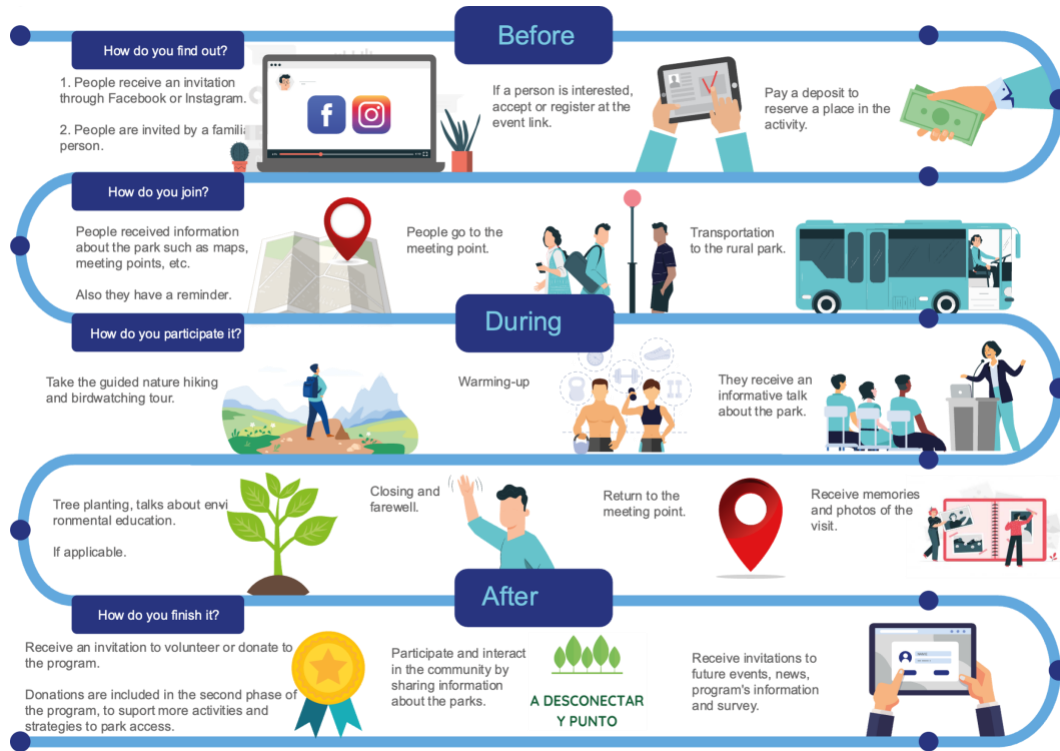 Before
How do you find out?
1. People receive an invitation
through Facebook or Instagram.
2. People are invited by a famili
person.
If a person is interested,
accept or register at the
event link.
Pay a deposit to
reserve a place in the
activity.
How do you join?
People received information
about the park such as maps,
meeting points, etc.
Also they have a reminder.
People go to the
meeting point.
Transportation
to the rural park.
During
How do you participate it?
Take the guided nature hiking
and birdwatching tour.
Warming-up
They receive an
informative talk
about the park.
Tree planting, talks about envi
ronmental education.
If applicable.
Closing and
farewell.
Return to the
meeting point.
Receive memories
and photos of the
visit.
After
How do you finish it?
Receive an invitation to volunteer or donate to
the program.
Donations are included in the second phase of
the program, to suport more activities and
strategies to park access.
Participate and interact
in the community by
sharing information
about the parks.
A DESCONECTAR
Y PUNTO
Receive invitations to
future events, news,
program's information
and survey.